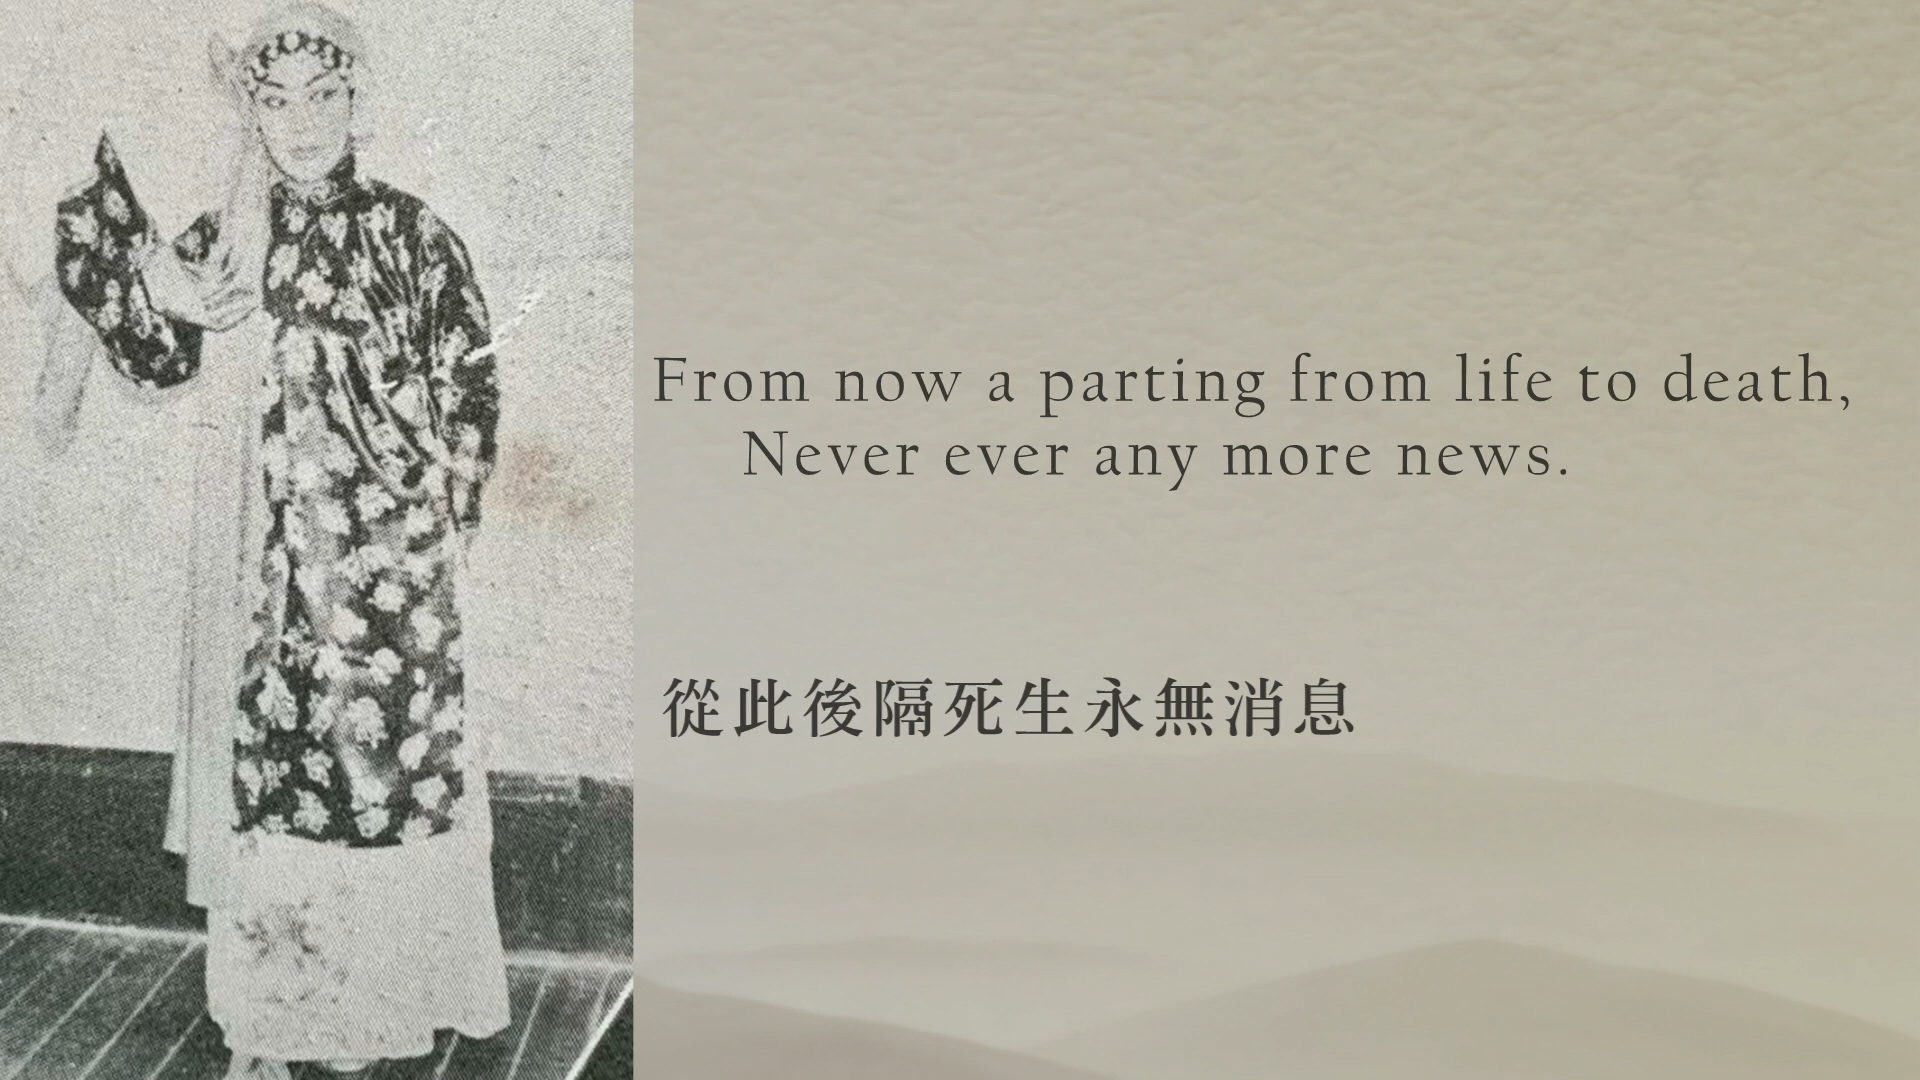 From now a parting from life to death,
Never ever any more news.
從此後隔死生永無消息